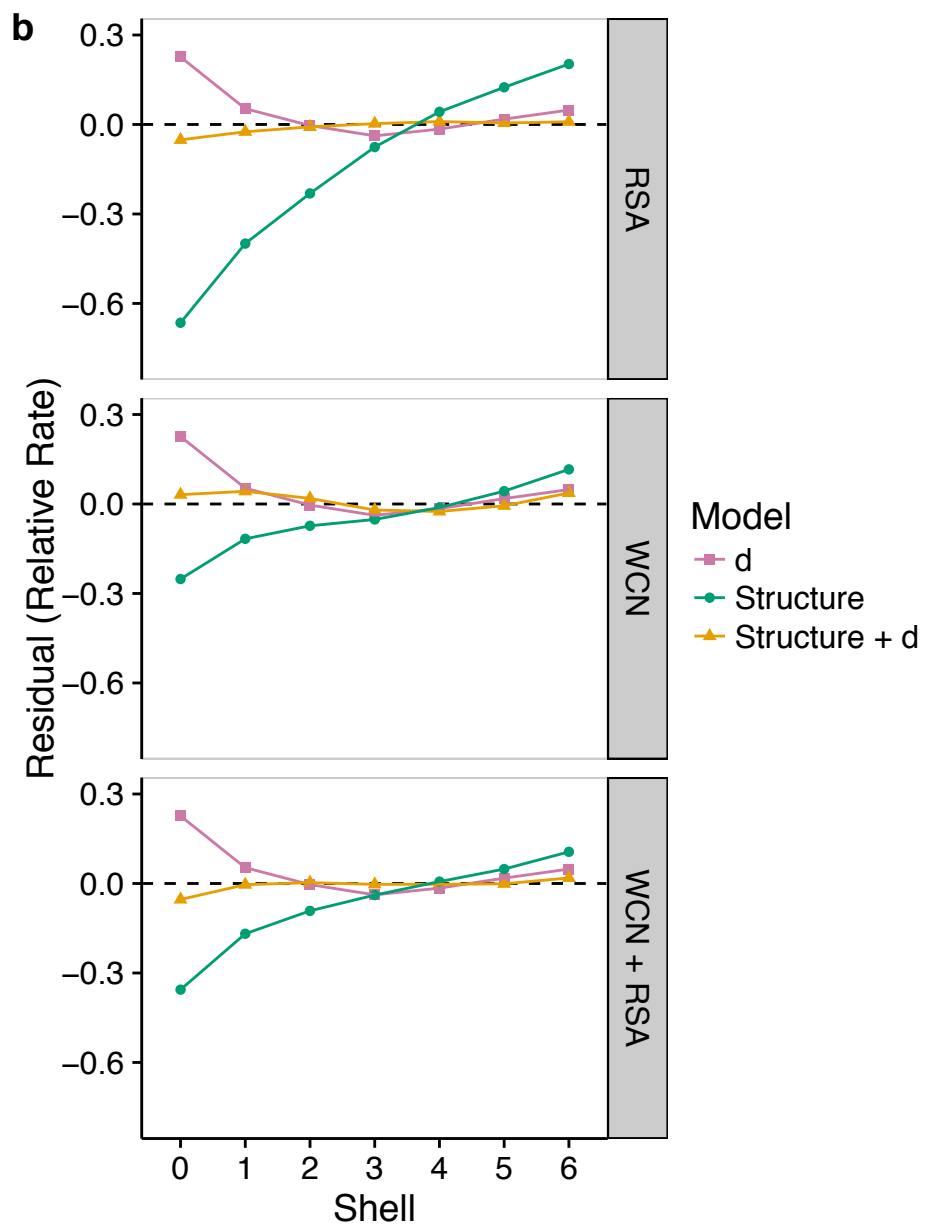 b
Residual (Relative Rate)
0.3
0.0
−0.3
−0.6
RSA
0.3
0.0
−0.3
−0.6
WCN
0.3
0.0
−0.3
−0.6
WCN + RSA
0 1 2 3 4 5 6
Shell
Model
d
Structure
Structure + d